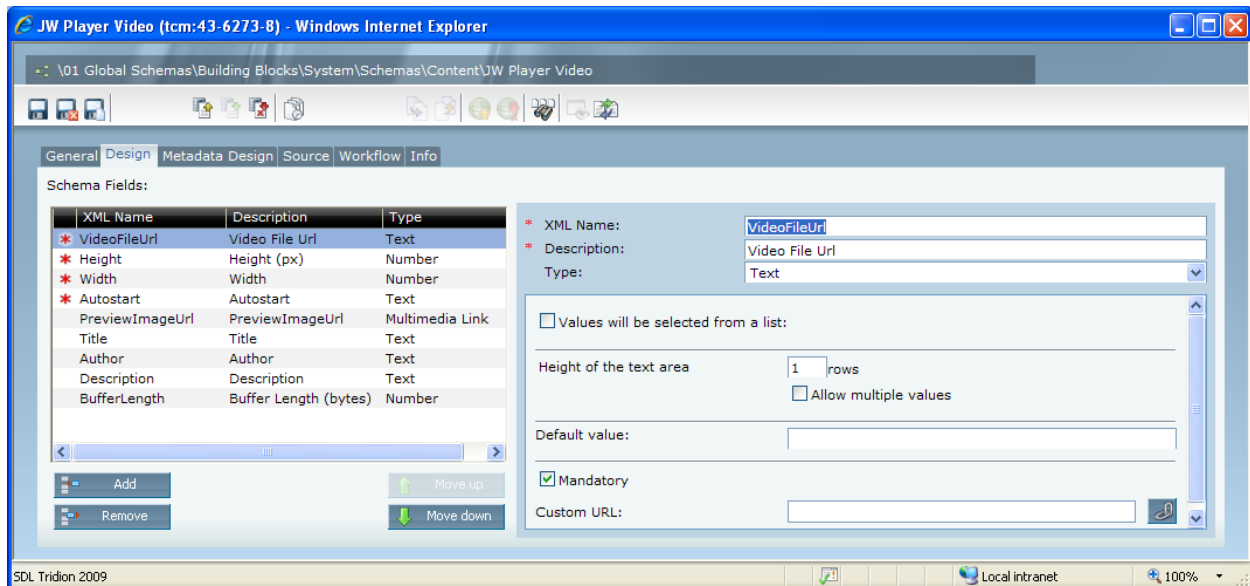 JW Player Video (tcm:43-6273-8) - Windows Internet Explorer
\01 Global Schemas\Building Blocks\System\Schemas\Content\JW Player Video
General Design Metadata Design Source Workflow Info
Schema Fields:
XML Name Description Type
* VideoFileUrl Video File Url Text
* Height Height (px) Number
* Width Width Number
* Autostart Autostart Text
PreviewImageUrl PreviewImageUrl Multimedia Link
Title Title Text
Author Author Text
Description Description Text
BufferLength Buffer Length (bytes) Number
Add Move up
Remove Move down
* XML Name: VideoFileUrl
* Description: Video File Url
Type: Text
Values will be selected from a list:
Height of the text area 1 rows
Allow multiple values
Default value:
Mandatory
Custom URL:
SDL Tridion 2009 Local intranet 100%